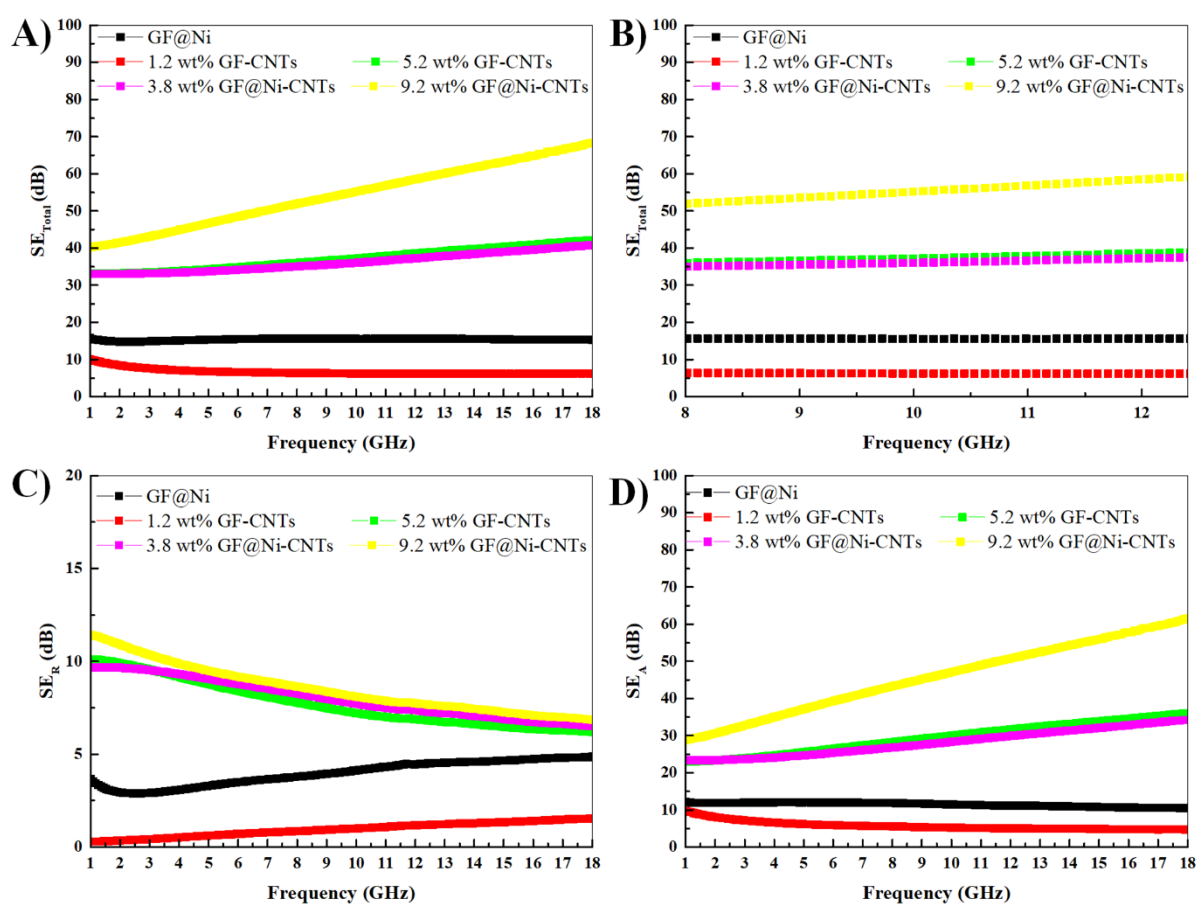 A)
GF@Ni
1.2 wt% GF-CNTs 5.2 wt% GF-CNTs
3.8 wt% GF@Ni-CNTs 9.2 wt% GF@Ni-CNTs
100
90
80
70
60
50
40
30
20
10
0
SE_Total (dB)
1 2 3 4 5 6 7 8 9 10 11 12 13 14 15 16 17 18
Frequency (GHz)
B)
GF@Ni
1.2 wt% GF-CNTs 5.2 wt% GF-CNTs
3.8 wt% GF@Ni-CNTs 9.2 wt% GF@Ni-CNTs
100
90
80
70
60
50
40
30
20
10
0
SE_Total (dB)
8 9 10 11 12
Frequency (GHz)
C)
GF@Ni
1.2 wt% GF-CNTs 5.2 wt% GF-CNTs
3.8 wt% GF@Ni-CNTs 9.2 wt% GF@Ni-CNTs
20
15
10
5
0
SE_R (dB)
1 2 3 4 5 6 7 8 9 10 11 12 13 14 15 16 17 18
Frequency (GHz)
D)
GF@Ni
1.2 wt% GF-CNTs 5.2 wt% GF-CNTs
3.8 wt% GF@Ni-CNTs 9.2 wt% GF@Ni-CNTs
100
90
80
70
60
50
40
30
20
10
0
SE_A (dB)
1 2 3 4 5 6 7 8 9 10 11 12 13 14 15 16 17 18
Frequency (GHz)